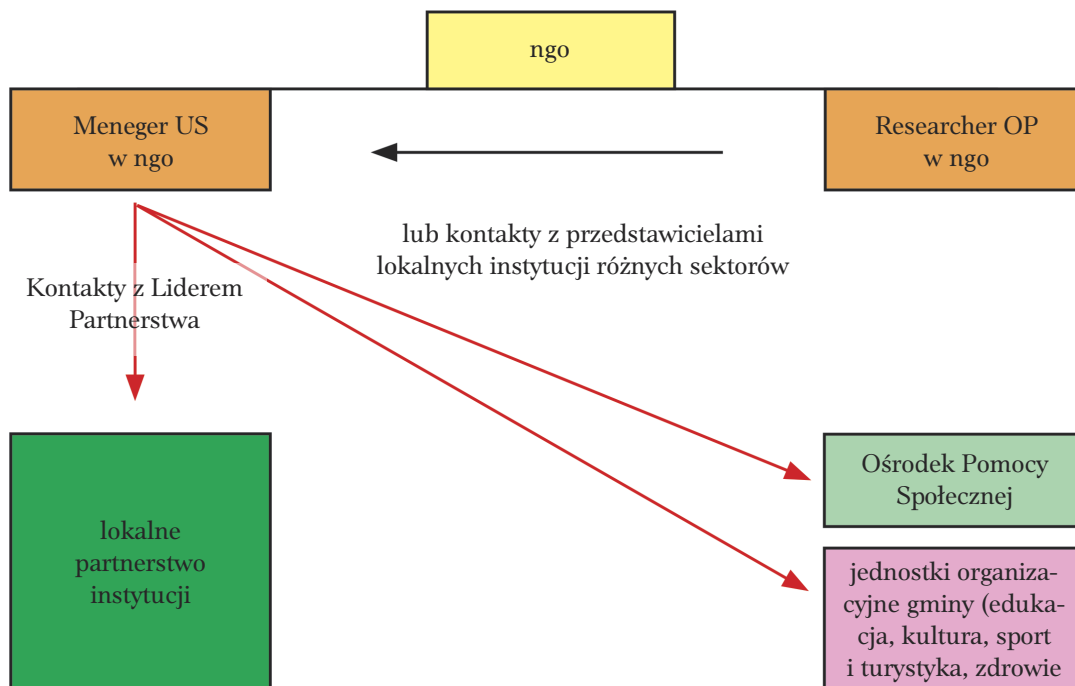 ngo
Meneger US
w ngo
Researcher OP
w ngo
lub kontakty z przedstawicielami
lokalnych instytucji różnych sektorów
Kontakty z Liderem
Partnerstwa
lokalne
partnerstwo
instytucji
Ośrodek Pomocy
Społecznej
jednostki organiza-
cyjne gminy (eduka-
cja, kultura, sport
i turystyka, zdrowie